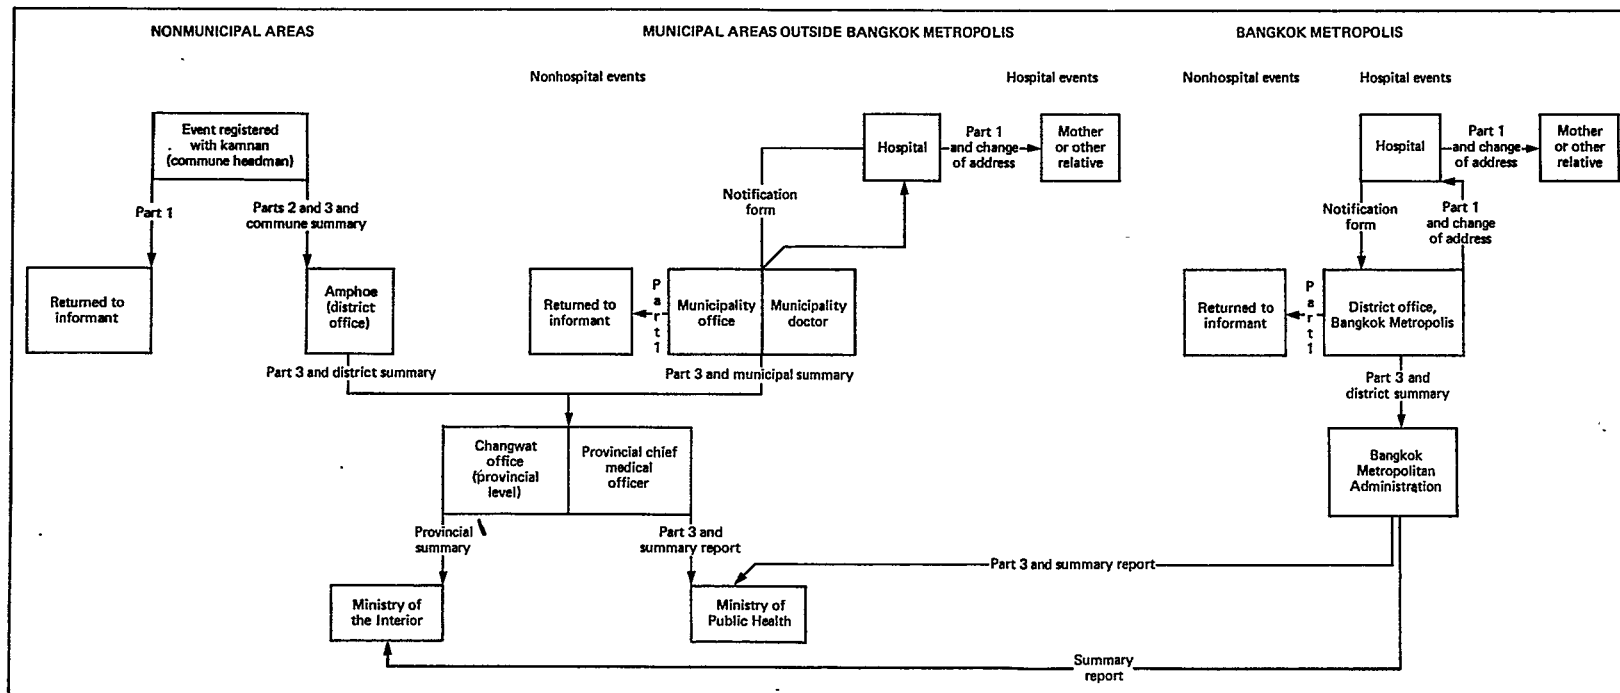 NONMUNICIPAL AREAS
MUNICIPAL AREAS OUTSIDE BANGKOK METROPOLIS
BANGKOK METROPOLIS
Nonhospital events
Hospital events
Nonhospital events
Hospital events
Event registered
with kamnan
(commune headman)
Part 1
Parts 2 and 3 and
commune summary
Returned to
informant
Amphoe
(district
office)
Part 3 and district summary
Hospital
Part 1
and change
of address
Mother
or other
relative
Notification
form
Returned to
informant
Part 1
Municipality
office
Municipality
doctor
Part 3 and municipal summary
Changwat
office
(provincial
level)
Provincial chief
medical
officer
Provincial
summary
Part 3 and
summary report
Ministry of
the Interior
Ministry of
Public Health
Hospital
Part 1
and change
of address
Mother
or other
relative
Notification
form
Part 1
and change
of address
Returned to
informant
Part 1
District office,
Bangkok Metropolis
Part 3 and
district summary
Bangkok
Metropolitan
Administration
Part 3 and summary report
Summary
report